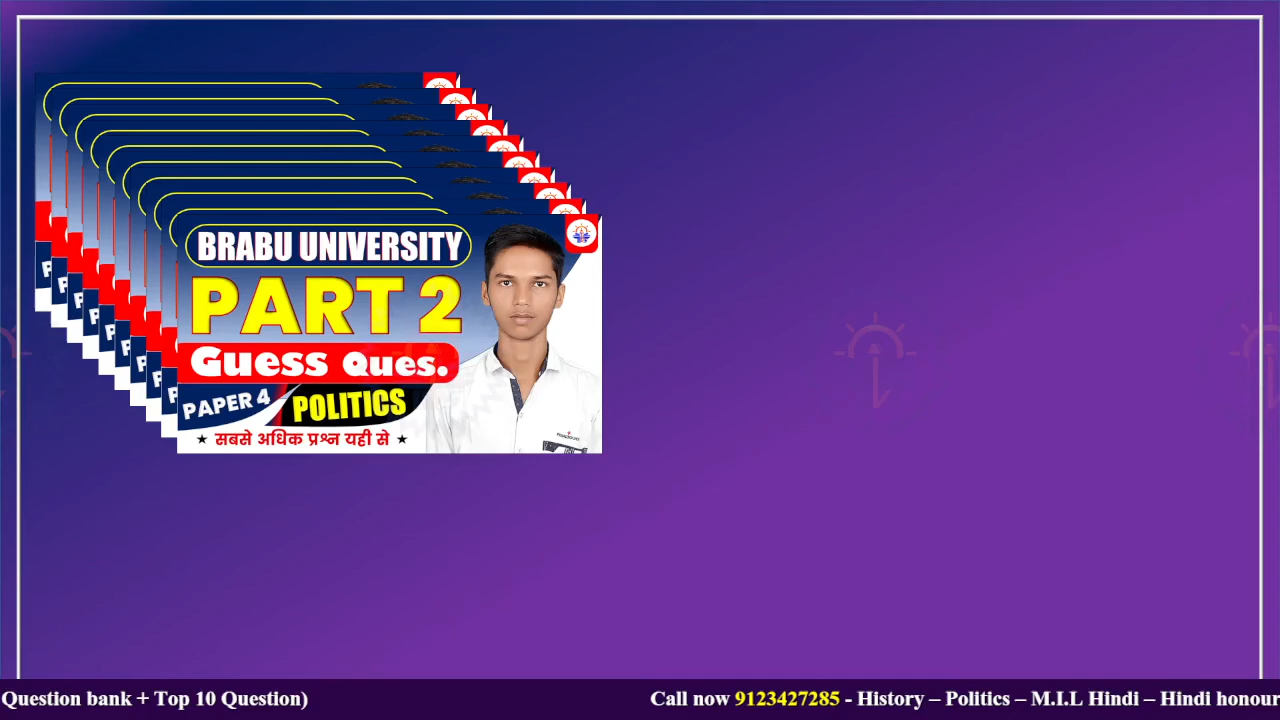 BRABU UNIVERSITY
PART 2
Guess Ques.
PAPER 4
POLITICS
★ सबसे अधिक प्रश्न यही से ★
Question bank + Top 10 Question)
Call now 9123427285 - History – Politics – M.I.L Hindi – Hindi honour